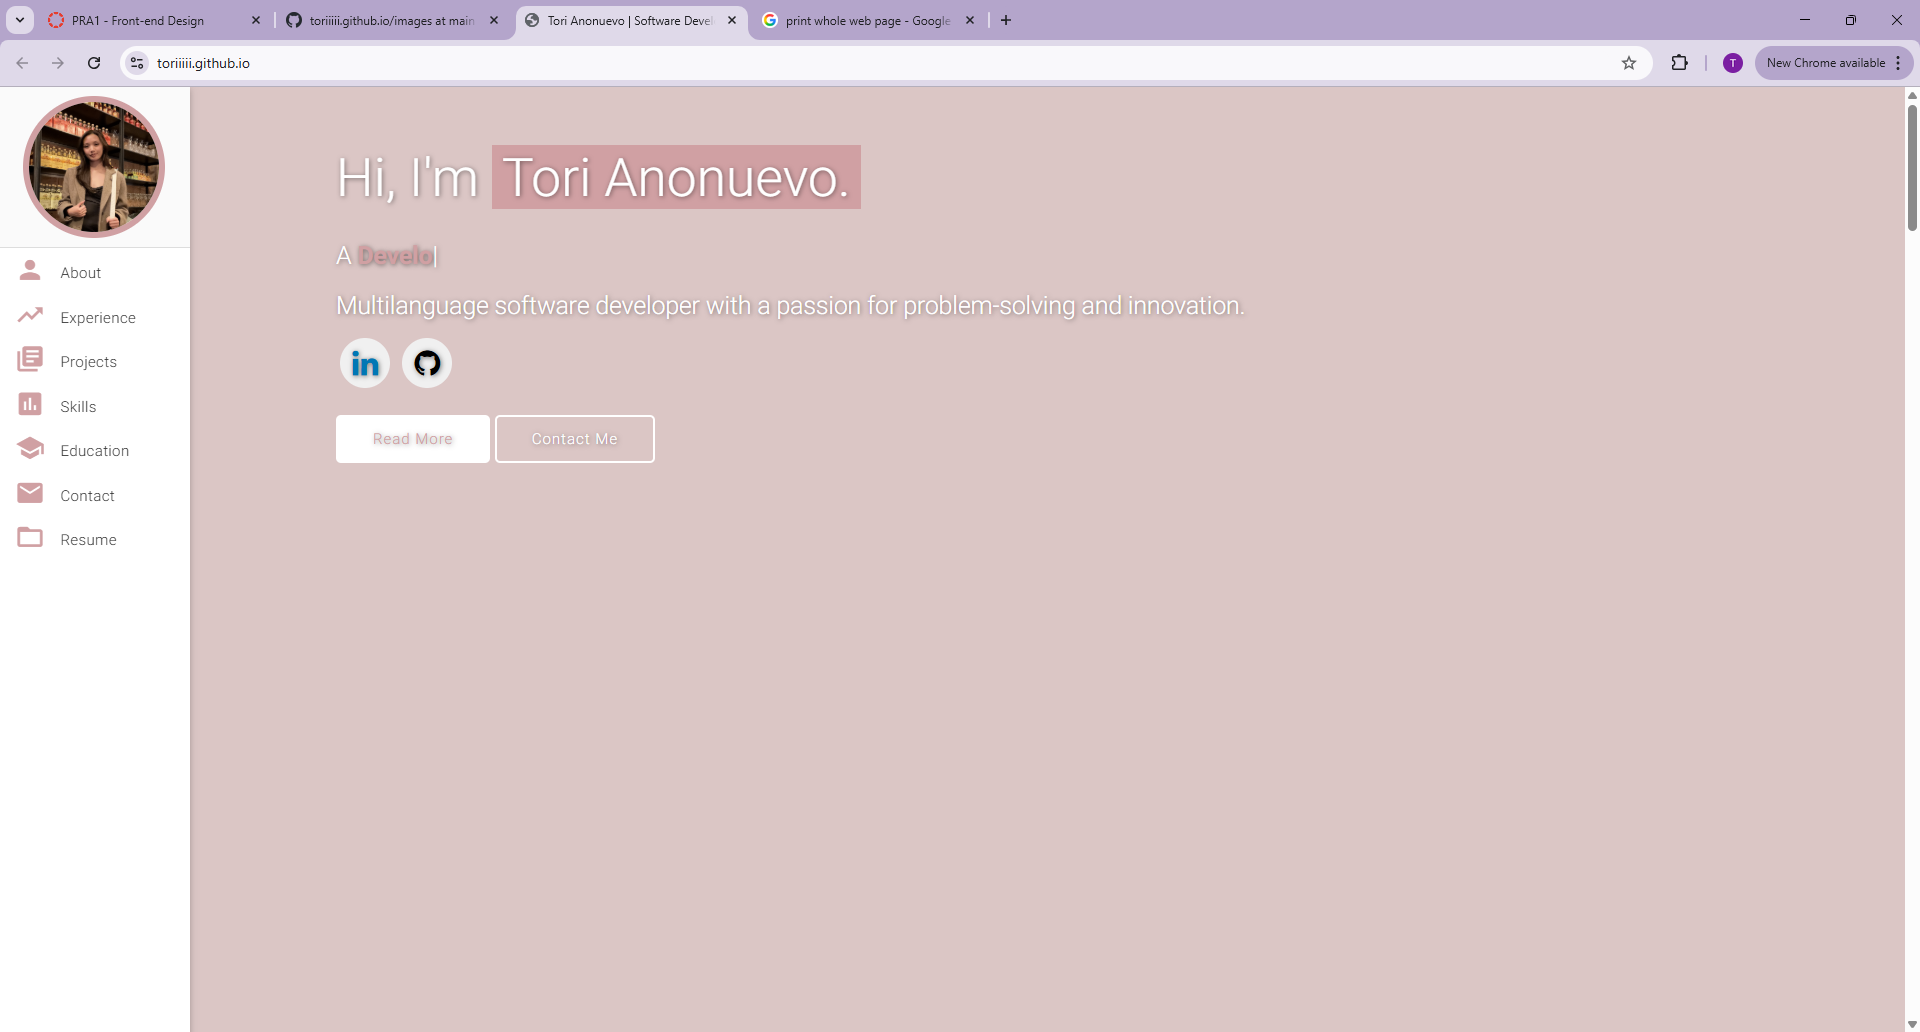 PRA1 - Front-end Design
toriiiii.github.io/images at main
Tori Anonuevo | Software Devel
print whole web page - Google
toriiiii.github.io
T
New Chrome available
Hi, I'm Tori Anonuevo.
A Develo|
Multilanguage software developer with a passion for problem-solving and innovation.
in
Read More
Contact Me
About
Experience
Projects
Skills
Education
Contact
Resume